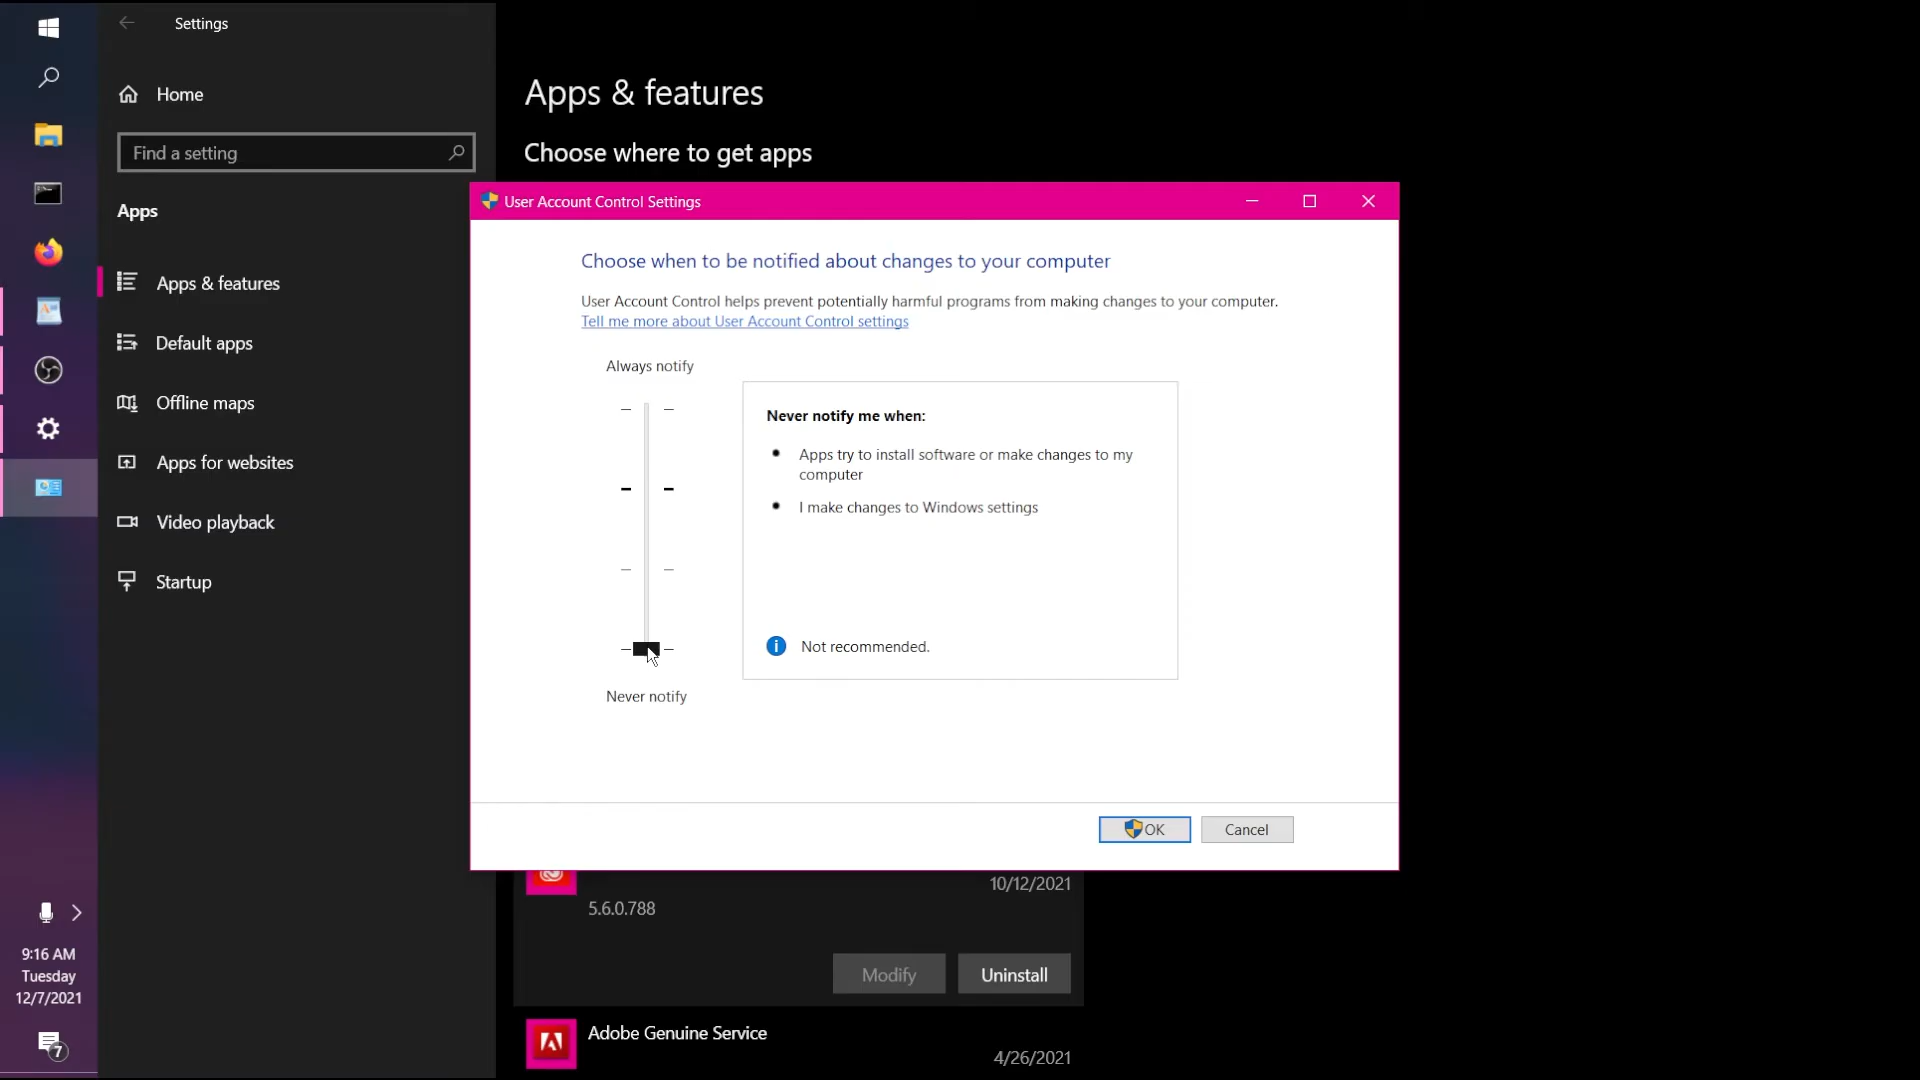 Settings
Home
Find a setting
Apps
Apps & features
Default apps
Offline maps
Apps for websites
Video playback
Startup
9:16 AM
Tuesday
12/7/2021
7
Apps & features
Choose where to get apps
User Account Control Settings
Choose when to be notified about changes to your computer
User Account Control helps prevent potentially harmful programs from making changes to your computer.
Tell me more about User Account Control settings
Always notify
Never notify me when:
Apps try to install software or make changes to my
computer
I make changes to Windows settings
Not recommended.
Never notify
OK
Cancel
10/12/2021
5.6.0.788
Modify
Uninstall
Adobe Genuine Service
4/26/2021